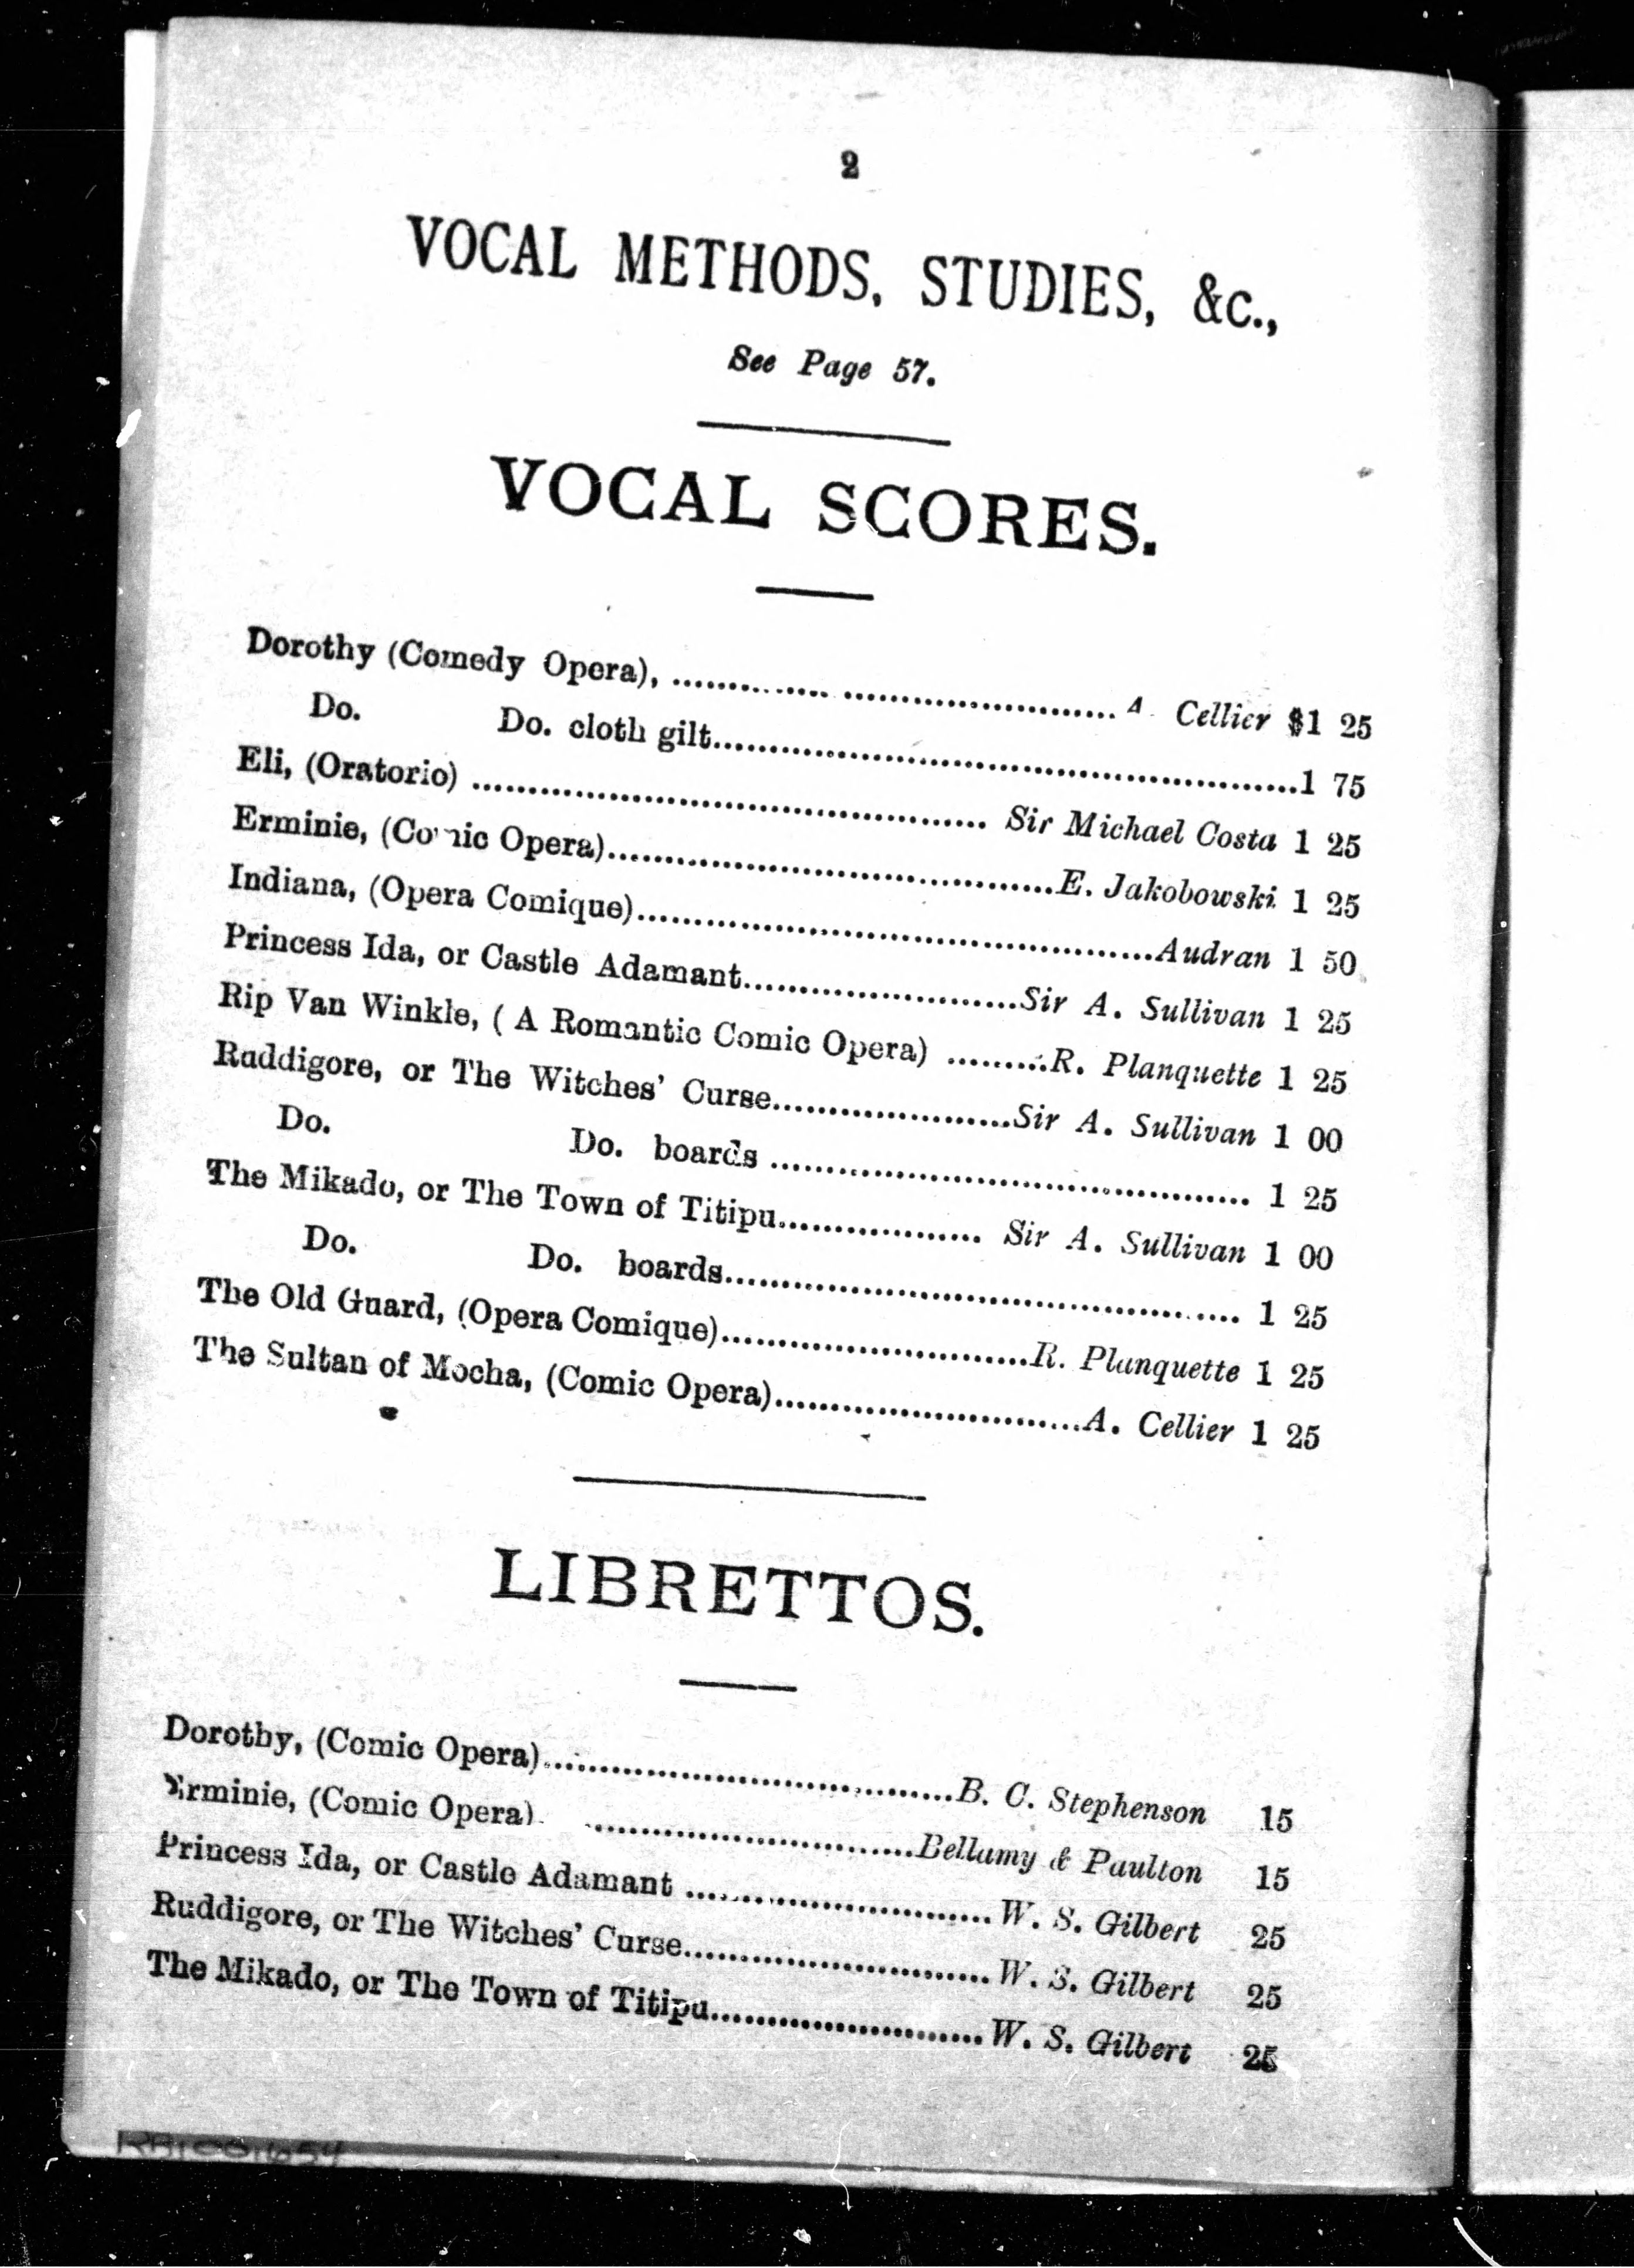 2
VOCAL METHODS, STUDIES, &c.,
See Page 57.
VOCAL SCORES.
Dorothy (Comedy Opera), .................................... A. Cellier $1 25
Do. Do. cloth gilt....................................................1 75
Eli, (Oratorio) ............................................ Sir Michael Costa 1 25
Erminie, (Comic Opera)........................................E. Jakobowski 1 25
Indiana, (Opera Comique)..............................................Audran 1 50
Princess Ida, or Castle Adamant........................Sir A. Sullivan 1 25
Rip Van Winkle, ( A Romantic Comic Opera) .........R. Planquette 1 25
Ruddigore, or The Witches' Curse.....................Sir A. Sullivan 1 00
Do. Do. boards .......................................... 1 25
The Mikado, or The Town of Titipu.................. Sir A. Sullivan 1 00
Do. Do. boards.............................................. 1 25
The Old Guard, (Opera Comique)...........................R. Planquette 1 25
The Sultan of Mocha, (Comic Opera)...........................A. Cellier 1 25
LIBRETTOS.
Dorothy, (Comic Opera)....................................B. C. Stephenson 15
Erminie, (Comic Opera). .............................Bellamy & Paulton 15
Princess Ida, or Castle Adamant ...........................W. S. Gilbert 25
Ruddigore, or The Witches' Curse...........................W. S. Gilbert 25
The Mikado, or The Town of Titipu........................W. S. Gilbert 25